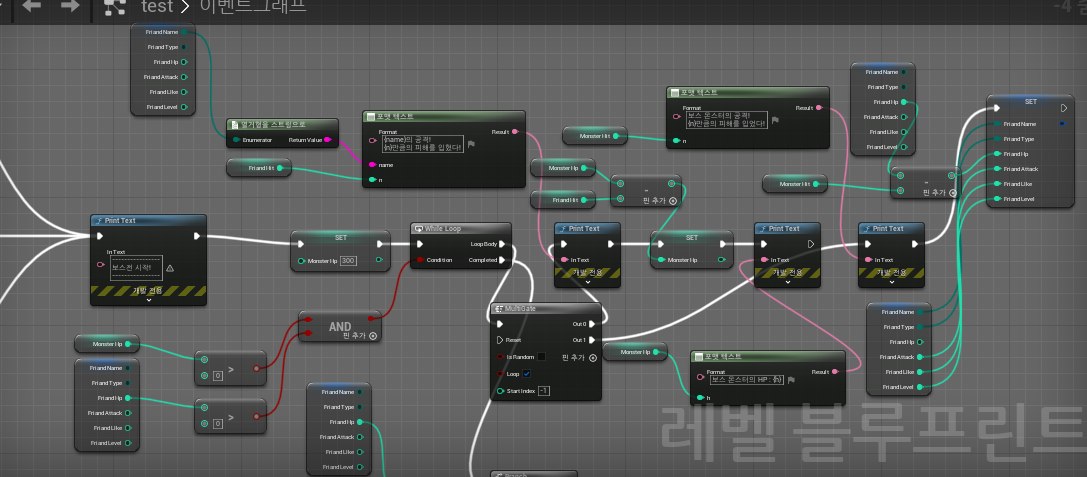 test > 이벤트그래프
Friand Name
Friand Type
Friand Hp
Friand Attack
Friand Like
Friand Level
열거형을 스트링으로
Enumerator
Return Value
Friand Hit
포맷 텍스트
Format
Result
{name}의 공격!
{n}만큼의 피해를 입혔다!
name
n
Monster Hit
포맷 텍스트
Format
Result
보스 몬스터의 공격!
{n}만큼의 피해를 입었다!
n
Monster Hp
Friand Hit
-
핀 추가
Friand Name
Friand Type
Friand Hp
Friand Attack
Friand Like
Friand Level
Monster Hit
-
핀 추가
SET
Friand Name
Friand Type
Friand Hp
Friand Attack
Friand Like
Friand Level
Print Text
In Text
보스전 시작!
개발 전용
SET
Monster Hp
300
While Loop
Loop Body
Condition
Completed
Print Text
In Text
개발 전용
SET
Monster Hp
Print Text
In Text
개발 전용
Print Text
In Text
개발 전용
AND
핀 추가
MultiGate
Out 0
Reset
Out 1
Is Random
핀 추가
Loop
Start Index
-1
Monster Hp
포맷 텍스트
Format
Result
보스 몬스터의 HP : {h}
h
Friand Name
Friand Type
Friand Hp
Friand Attack
Friand Like
Friand Level
Monster Hp
0
>
0
>
Friand Name
Friand Type
Friand Hp
Friand Attack
Friand Like
Friand Level
Friand Name
Friand Type
Friand Hp
Friand Attack
Friand Like
Friand Level
Branch
레벨 블루프린트